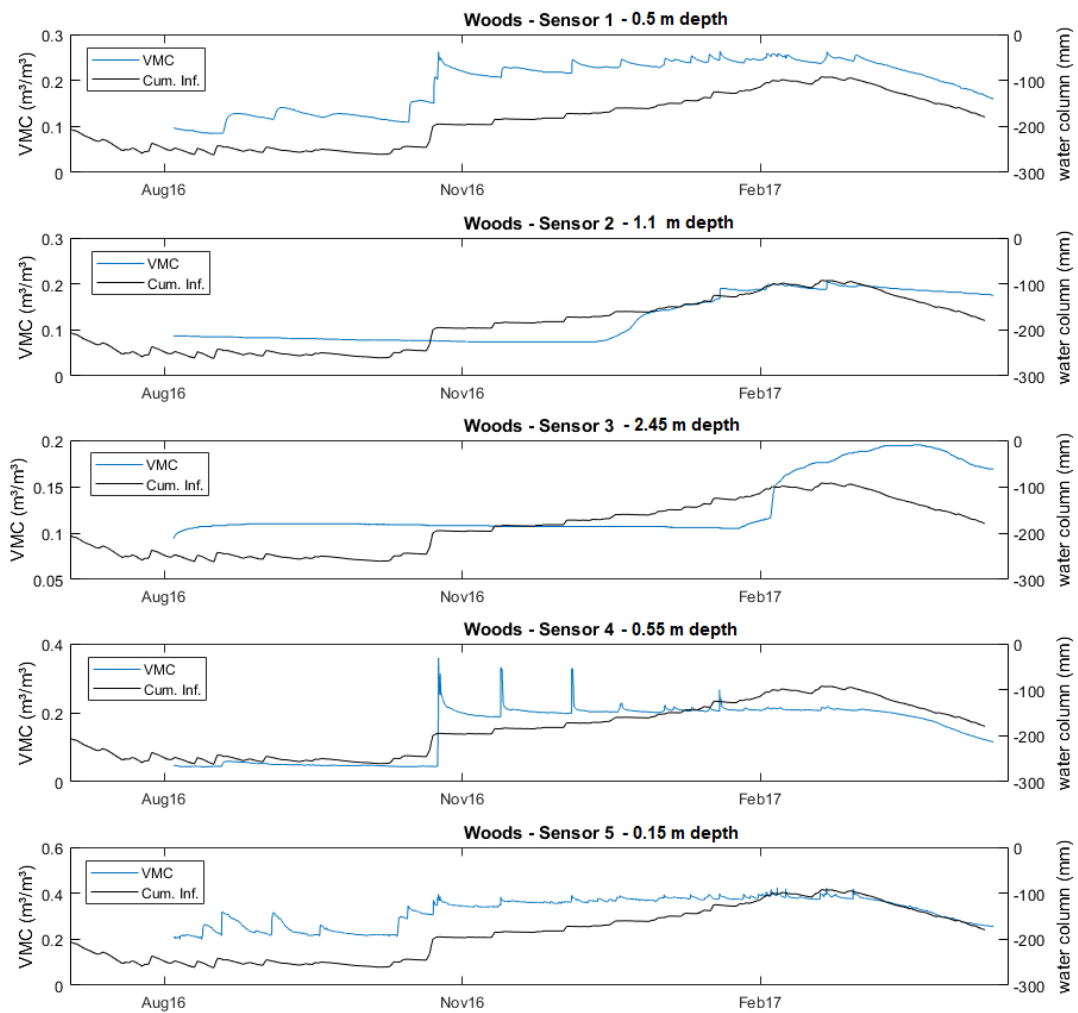 Woods - Sensor 1 - 0.5 m depth
0.3
0.2
0.1
0
VMC (m³/m³)
VMC
Cum. Inf.
0
-100
-200
-300
water column (mm)
Aug16 Nov16 Feb17
Woods - Sensor 2 - 1.1 m depth
0.3
0.2
0.1
0
VMC (m³/m³)
VMC
Cum. Inf.
0
-100
-200
-300
water column (mm)
Aug16 Nov16 Feb17
Woods - Sensor 3 - 2.45 m depth
0.2
0.15
0.1
0.05
VMC (m³/m³)
VMC
Cum. Inf.
0
-100
-200
-300
water column (mm)
Aug16 Nov16 Feb17
Woods - Sensor 4 - 0.55 m depth
0.4
0.2
0
VMC (m³/m³)
VMC
Cum. Inf.
0
-100
-200
-300
water column (mm)
Aug16 Nov16 Feb17
Woods - Sensor 5 - 0.15 m depth
0.6
0.4
0.2
0
VMC (m³/m³)
VMC
Cum. Inf.
0
-100
-200
-300
water column (mm)
Aug16 Nov16 Feb17